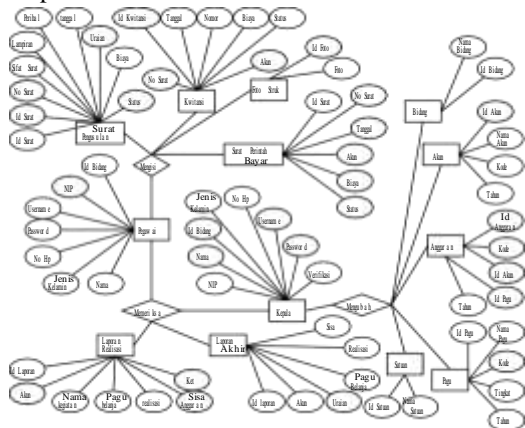 Perihal
tanggal
Id Kwitansi
Tanggal
Nomor
Biaya
Status
Lampiran
Uraian
Sifat Surat
Biaya
Akun
Id Foto
Foto
Nama
Bidang
No Surat
No Surat
Id Surat
Status
Id Surat
Surat
Pengusulan
Kwitansi
Foto Struk
Id Surat
No Surat
Bidang
Id Bidang
Tanggal
Id Akun
Nama
Akun
Mengisi
Surat Perintah
Bayar
Akun
Akun
Kode
Id Bidang
Biaya
Tahun
NIP
Jenis
Kelamin
No Hp
Status
Username
Id Bidang
Username
Id
Anggaran
Password
Pegawai
Nama
Password
Anggaran
Kode
No Hp
NIP
Verifikasi
Id Akun
Jenis
Kelamin
Nama
Tahun
Id Pagu
Memeriksa
Kepala
Mengubah
Id Pagu
Nama
Pagu
Laporan
Realisasi
Laporan
Akhir
Sisa
Satuan
Kode
Realisasi
Pagu
Tingkat
Id Laporan
Ket
Pagu
Belanja
Akun
Nama
kegiatan
Pagu
belanja
realisasi
Sisa
Anggaran
Id laporan
Akun
Uraian
Id Satuan
Nama
Satuan
Tahun